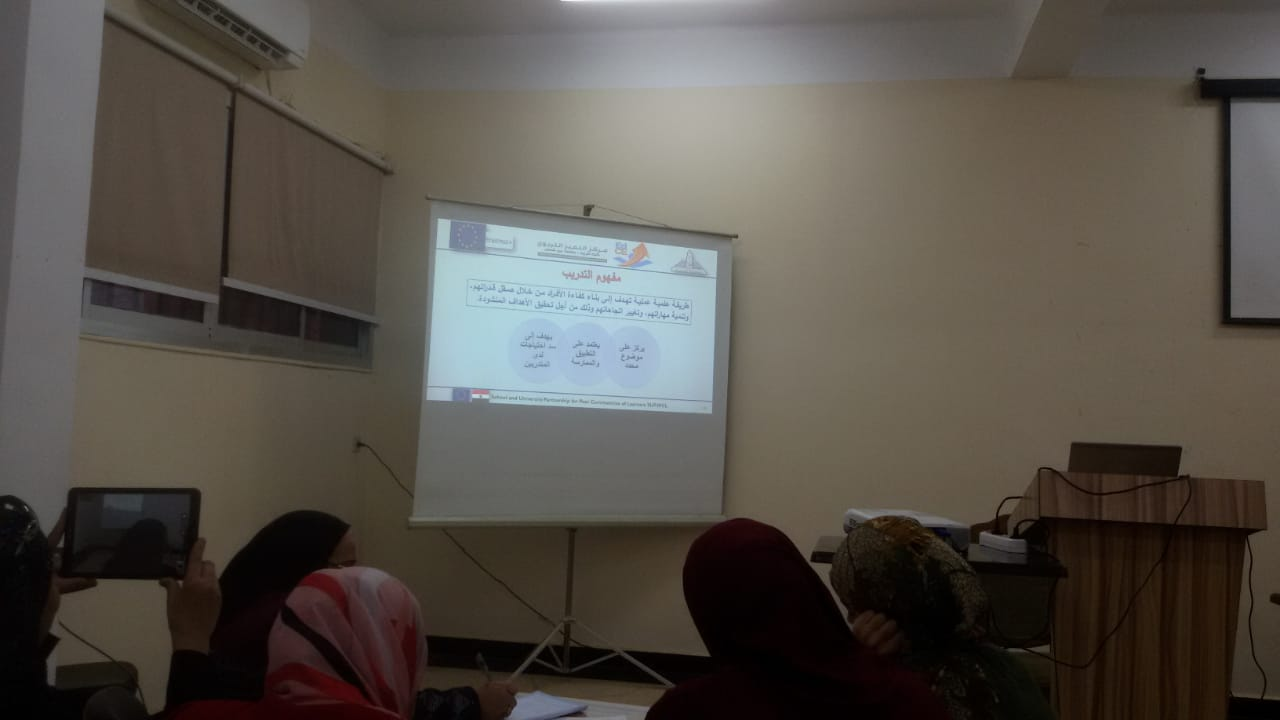 Erasmus+
مفهوم التدريب
طريقة علمية عملية تهدف إلى بناء كفاءة الأفراد من خلال صقل قدراتهم،
وتنمية مهاراتهم، وتغيير اتجاهاتهم وذلك من أجل تحقيق الأهداف المنشودة.
يركز على
موضوع
محدد
يعتمد على
التطبيق
والممارسة
يهدف إلى
سد احتياجات
لدى
المتدربين
School and University Partnership for Peer Communities of Learners